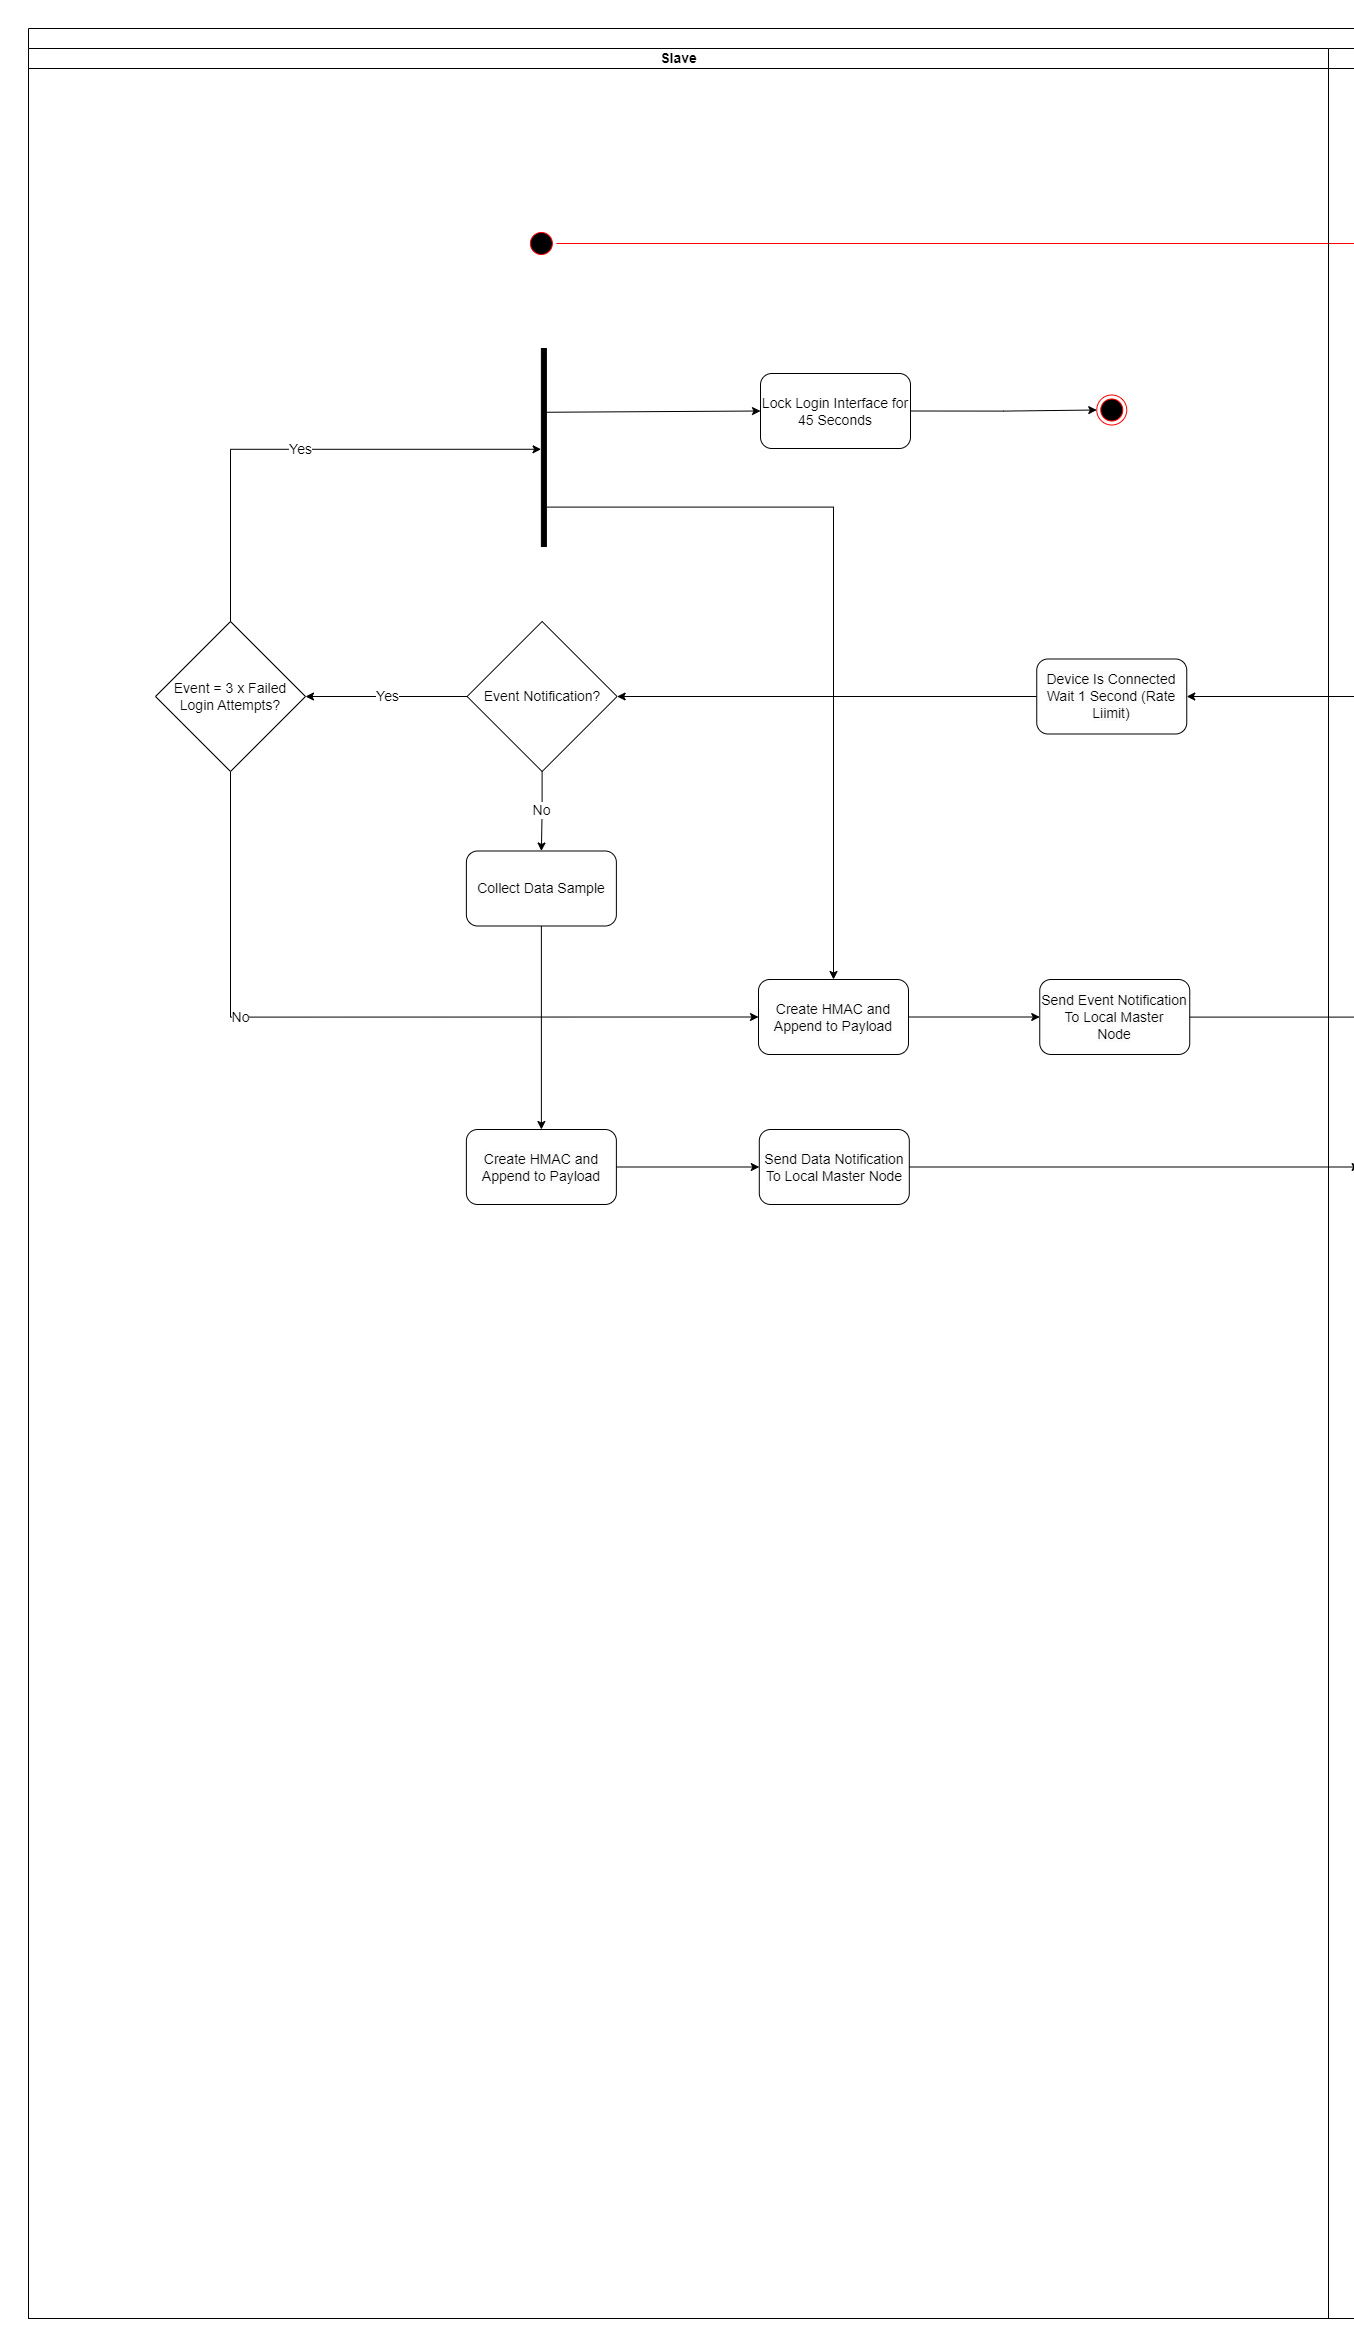 Slave
Lock Login Interface for
45 Seconds
Yes
Event = 3 x Failed
Login Attempts?
Yes
Event Notification?
Device Is Connected
Wait 1 Second (Rate
Liimit)
No
Collect Data Sample
No
Create HMAC and
Append to Payload
Send Event Notification
To Local Master
Node
Create HMAC and
Append to Payload
Send Data Notification
To Local Master Node